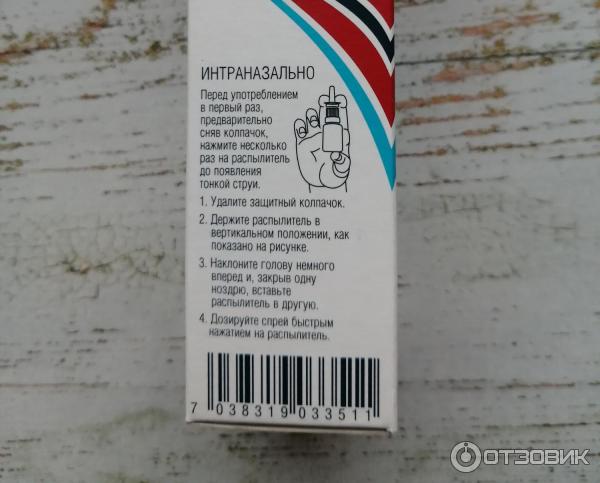 ИНТРАНАЗАЛЬНО
Перед употреблением
в первый раз,
предварительно
сняв колпачок,
нажмите несколько
раз на распылитель
до появления
тонкой струи.
1. Удалите защитный колпачок.
2. Держите распылитель в
вертикальном положении, как
показано на рисунке.
3. Наклоните голову немного
вперед и, закрыв одну
ноздрю, вставьте
распылитель в другую.
4. Дозируйте спрей быстрым
нажатием на распылитель.
7 038319 033511
ОТЗОВИК